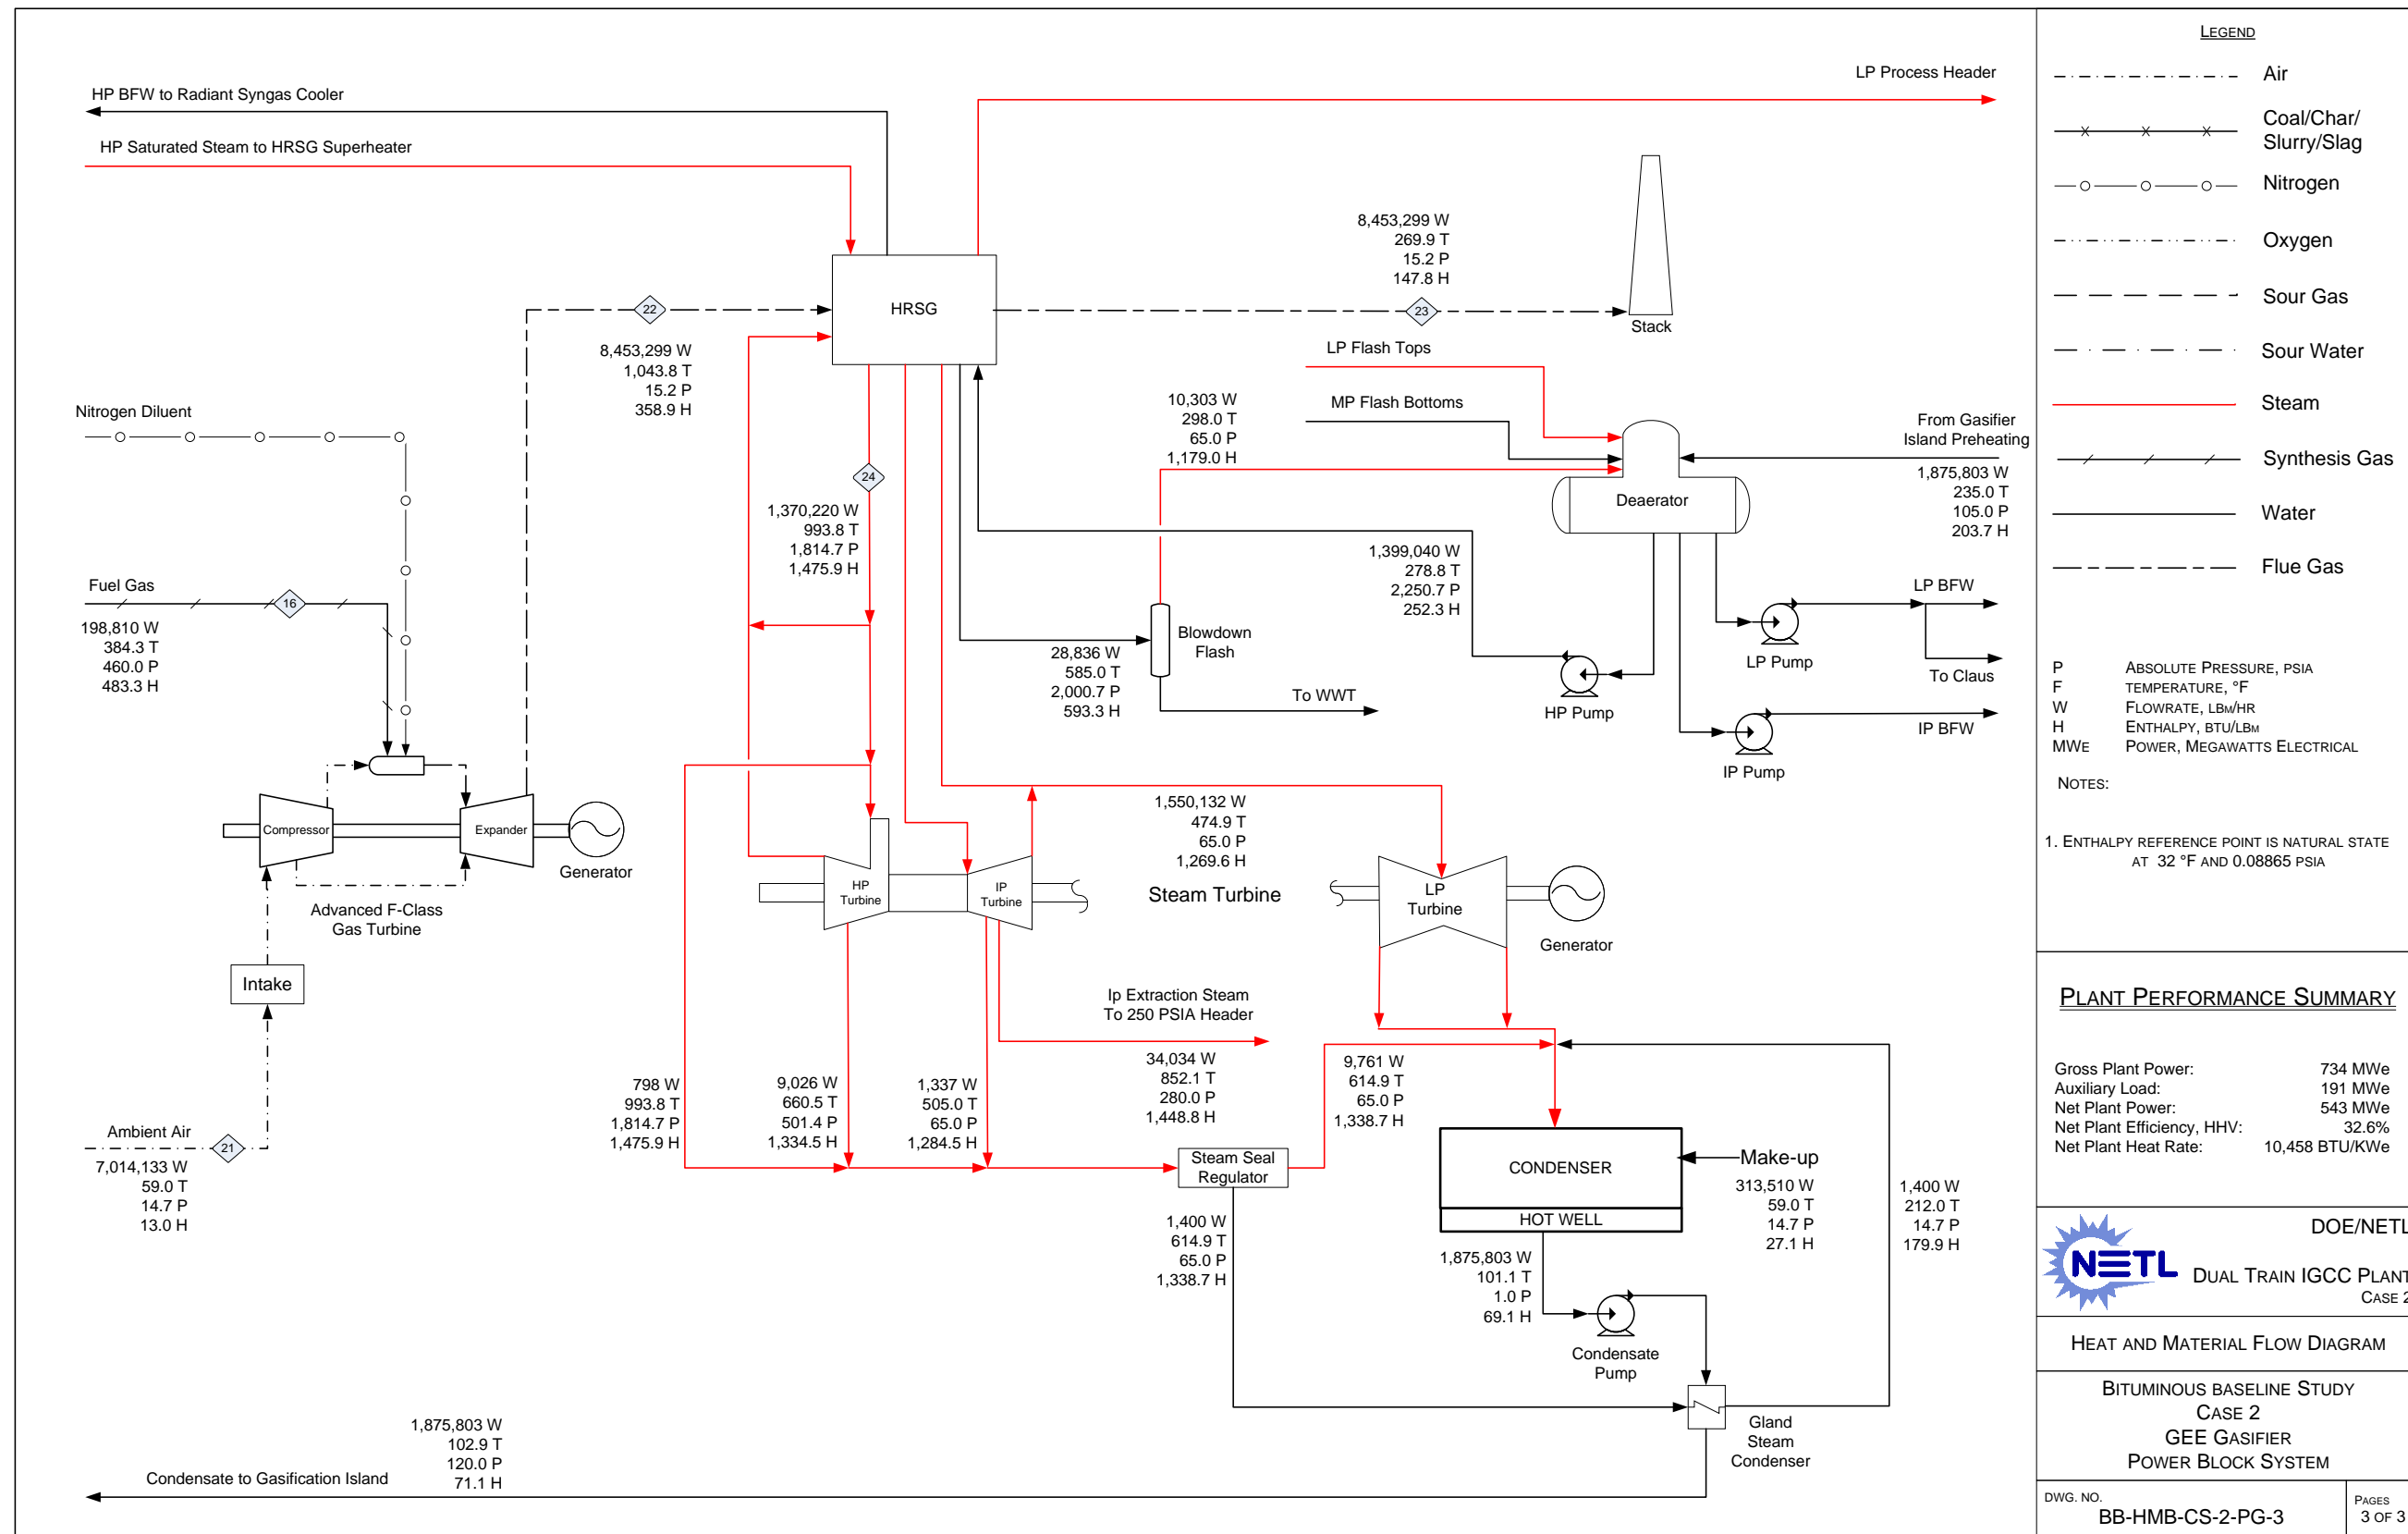 HP BFW to Radiant Syngas Cooler
HP Saturated Steam to HRSG Superheater
LP Process Header
HRSG
22
8,453,299 W
1,043.8 T
15.2 P
358.9 H
8,453,299 W
269.9 T
15.2 P
147.8 H
23
Stack
Nitrogen Diluent
Fuel Gas
16
198,810 W
384.3 T
460.0 P
483.3 H
24
1,370,220 W
993.8 T
1,814.7 P
1,475.9 H
LP Flash Tops
MP Flash Bottoms
10,303 W
298.0 T
65.0 P
1,179.0 H
From Gasifier
Island Preheating
1,875,803 W
235.0 T
105.0 P
203.7 H
Deaerator
1,399,040 W
278.8 T
2,250.7 P
252.3 H
LP BFW
LP Pump
To Claus
HP Pump
IP BFW
IP Pump
Blowdown
Flash
28,836 W
585.0 T
2,000.7 P
593.3 H
To WWT
Compressor
Expander
Generator
Advanced F-Class
Gas Turbine
Intake
Ambient Air
21
7,014,133 W
59.0 T
14.7 P
13.0 H
HP
Turbine
IP
Turbine
1,550,132 W
474.9 T
65.0 P
1,269.6 H
Steam Turbine
LP
Turbine
Generator
Ip Extraction Steam
To 250 PSIA Header
34,034 W
852.1 T
280.0 P
1,448.8 H
798 W
993.8 T
1,814.7 P
1,475.9 H
9,026 W
660.5 T
501.4 P
1,334.5 H
1,337 W
505.0 T
65.0 P
1,284.5 H
9,761 W
614.9 T
65.0 P
1,338.7 H
Steam Seal
Regulator
1,400 W
614.9 T
65.0 P
1,338.7 H
CONDENSER
HOT WELL
Make-up
313,510 W
59.0 T
14.7 P
27.1 H
1,400 W
212.0 T
14.7 P
179.9 H
1,875,803 W
101.1 T
1.0 P
69.1 H
Condensate
Pump
Gland
Steam
Condenser
1,875,803 W
102.9 T
120.0 P
71.1 H
Condensate to Gasification Island
LEGEND
Air
Coal/Char/
Slurry/Slag
Nitrogen
Oxygen
Sour Gas
Sour Water
Steam
Synthesis Gas
Water
Flue Gas
P ABSOLUTE PRESSURE, PSIA
F TEMPERATURE, °F
W FLOWRATE, LBM/HR
H ENTHALPY, BTU/LBM
MWE POWER, MEGAWATTS ELECTRICAL
NOTES:
1. ENTHALPY REFERENCE POINT IS NATURAL STATE
AT 32 °F AND 0.08865 PSIA
PLANT PERFORMANCE SUMMARY
Gross Plant Power: 734 MWe
Auxiliary Load: 191 MWe
Net Plant Power: 543 MWe
Net Plant Efficiency, HHV: 32.6%
Net Plant Heat Rate: 10,458 BTU/KWe
NETL
DOE/NETL
DUAL TRAIN IGCC PLANT
CASE 2
HEAT AND MATERIAL FLOW DIAGRAM
BITUMINOUS BASELINE STUDY
CASE 2
GEE GASIFIER
POWER BLOCK SYSTEM
DWG. NO.
BB-HMB-CS-2-PG-3
PAGES
3 OF 3